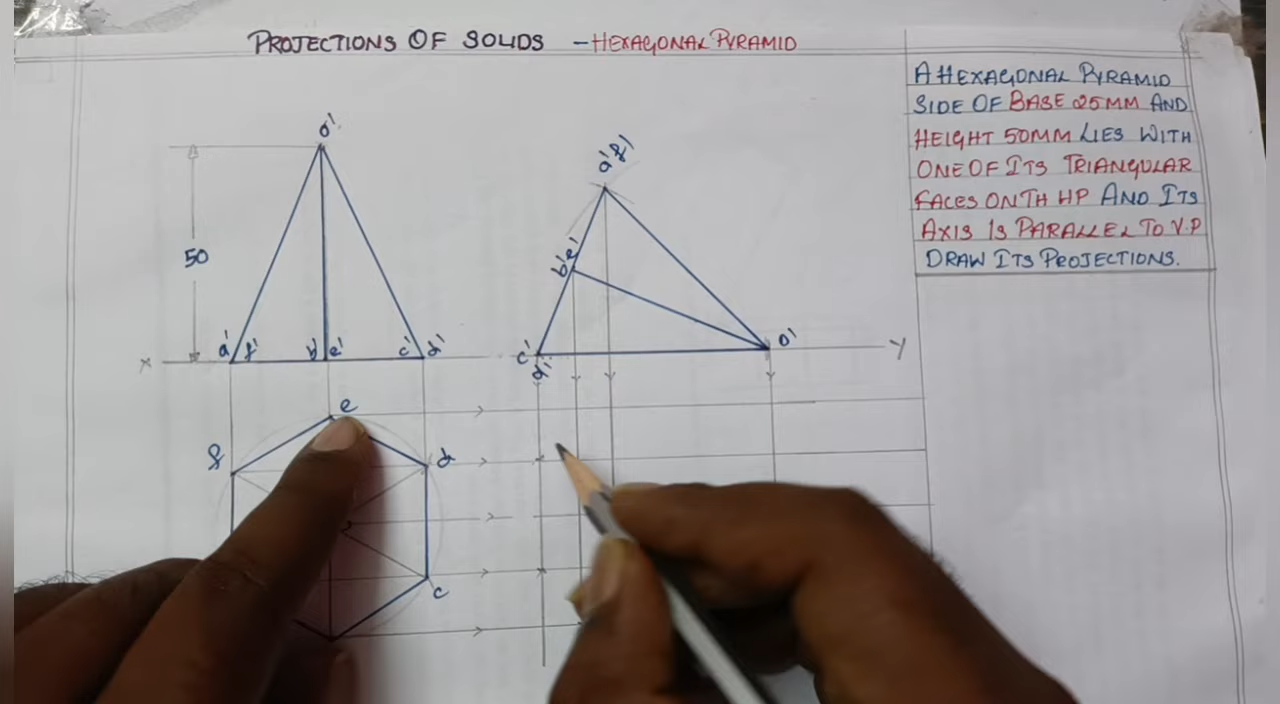 PROJECTIONS OF SOLIDS - HEXAGONAL PYRAMID
A HEXAGONAL PYRAMID
SIDE OF BASE 25MM AND
HEIGHT 50MM LIES WITH
ONE OF ITS TRIANGULAR
FACES ON TH HP AND ITS
AXIS IS PARALLEL TO V.P
DRAW ITS PROJECTIONS.
o'
a'f'
50
b'e'
a' f' b' e' c' d'
o'
X
Y
c'
d'
e
f
d
c